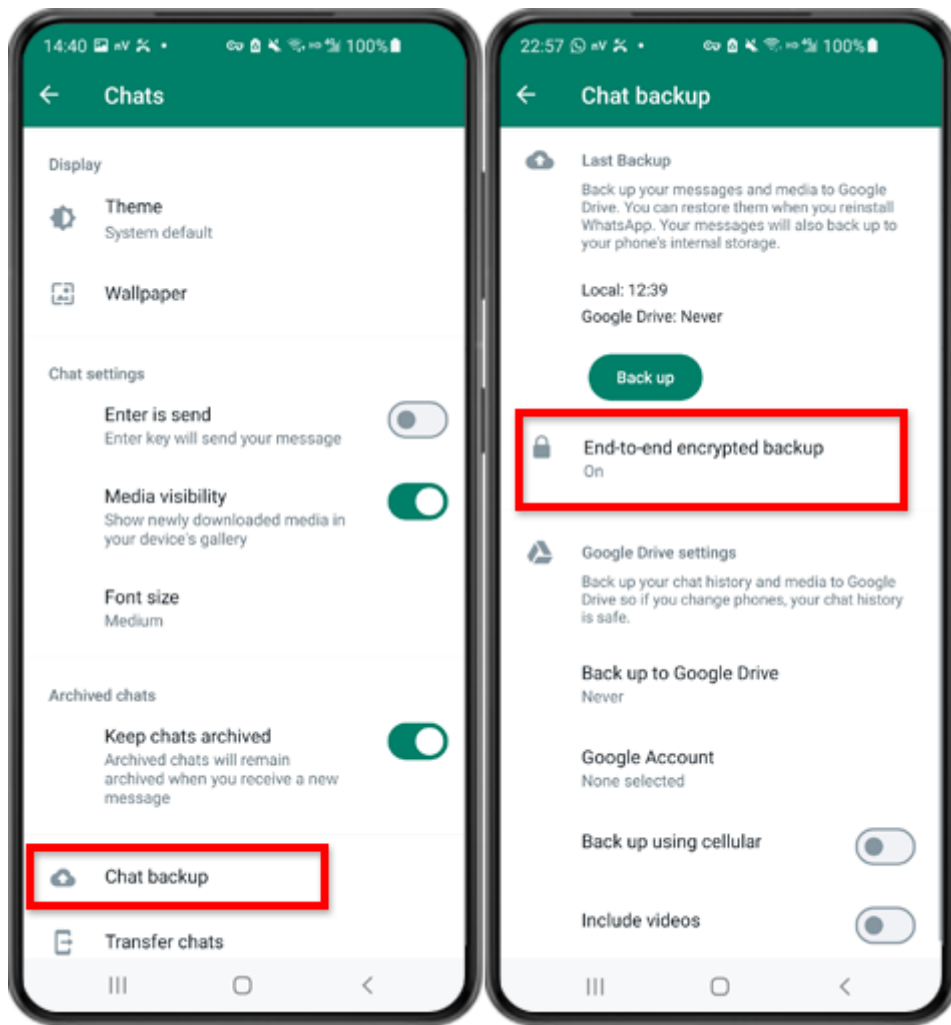 14:40
100%
Chats
Display
Theme
System default
Wallpaper
Chat settings
Enter is send
Enter key will send your message
Media visibility
Show newly downloaded media in
your device's gallery
Font size
Medium
Archived chats
Keep chats archived
Archived chats will remain
archived when you receive a new
message
Chat backup
Transfer chats
22:57
100%
Chat backup
Last Backup
Back up your messages and media to Google
Drive. You can restore them when you reinstall
WhatsApp. Your messages will also back up to
your phone's internal storage.
Local: 12:39
Google Drive: Never
Back up
End-to-end encrypted backup
On
Google Drive settings
Back up your chat history and media to Google
Drive so if you change phones, your chat history
is safe.
Back up to Google Drive
Never
Google Account
None selected
Back up using cellular
Include videos